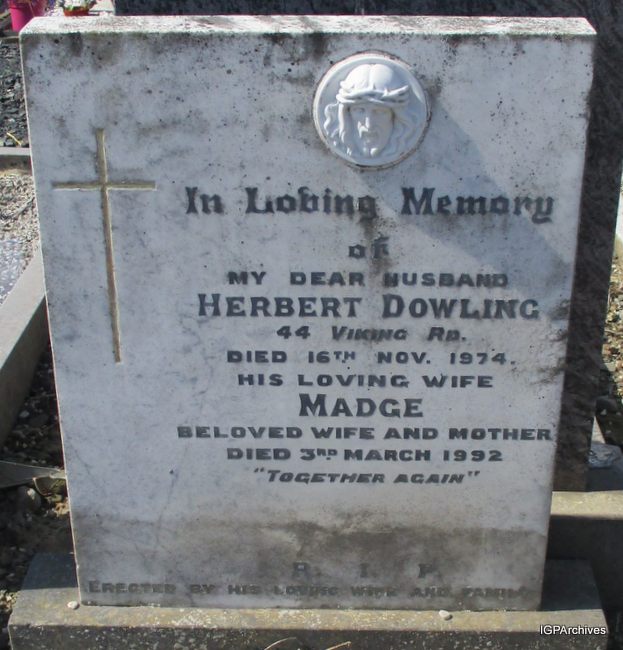 In Loving Memory
of
MY DEAR HUSBAND
HERBERT DOWLING
44 VIKING RD.
DIED 16TH NOV. 1974.
HIS LOVING WIFE
MADGE
BELOVED WIFE AND MOTHER
DIED 3RD MARCH 1992
"TOGETHER AGAIN"
R. I. P.
ERECTED BY HIS LOVING WIFE AND FAMILY
IGPArchives